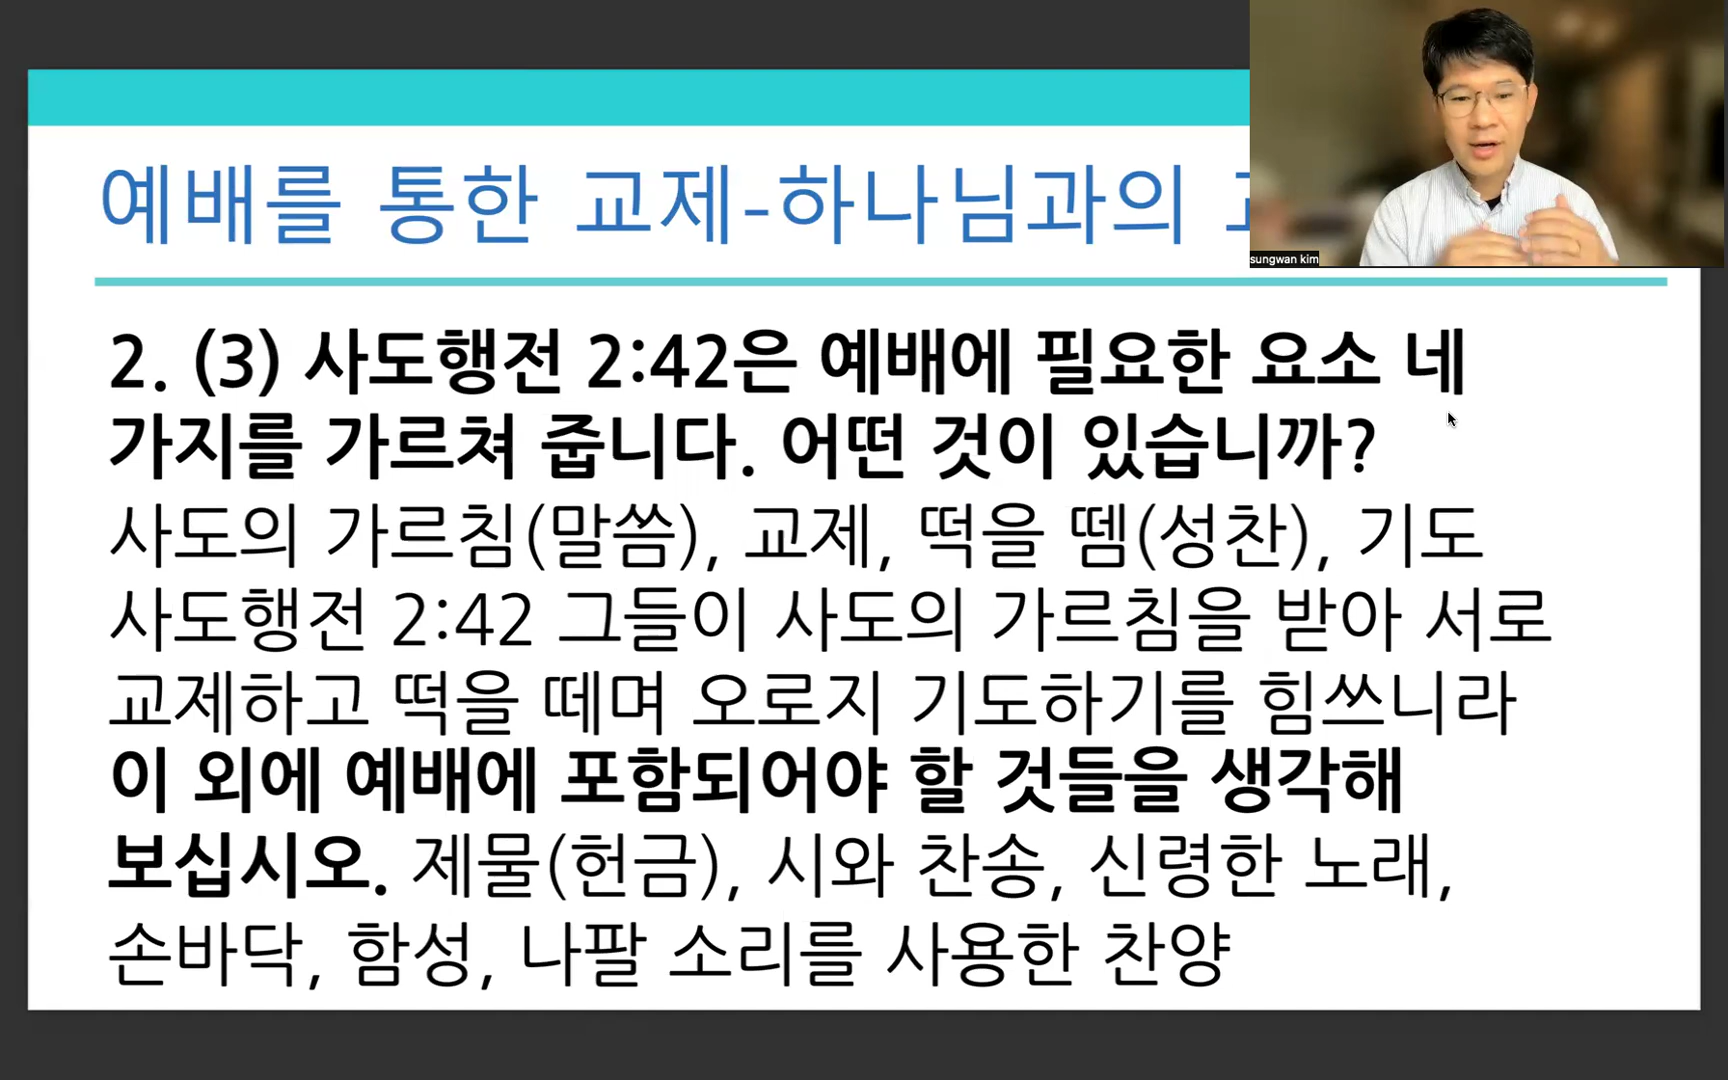 예배를 통한 교제-하나님과의
sungwan kim
2. (3) 사도행전 2:42은 예배에 필요한 요소 네
가지를 가르쳐 줍니다. 어떤 것이 있습니까?
사도의 가르침(말씀), 교제, 떡을 뗌(성찬), 기도
사도행전 2:42 그들이 사도의 가르침을 받아 서로
교제하고 떡을 떼며 오로지 기도하기를 힘쓰니라
이 외에 예배에 포함되어야 할 것들을 생각해
보십시오. 제물(헌금), 시와 찬송, 신령한 노래,
손바닥, 함성, 나팔 소리를 사용한 찬양